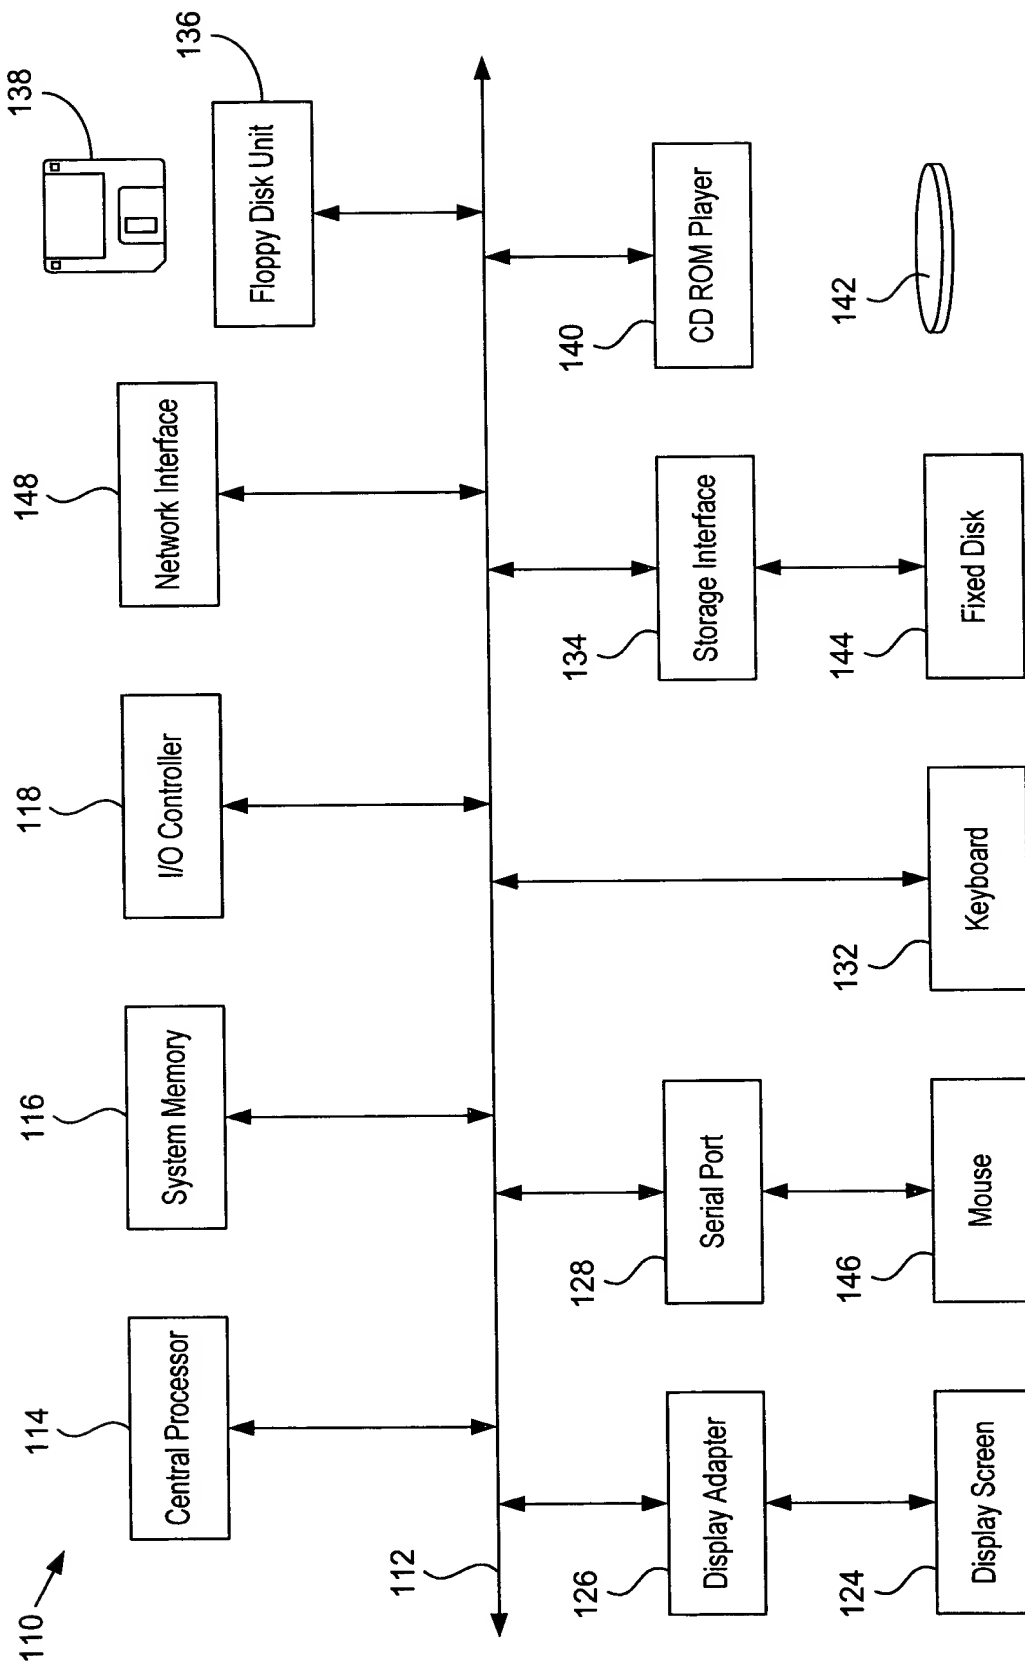 110
114
Central Processor
116
System Memory
118
I/O Controller
148
Network Interface
138
136
Floppy Disk Unit
112
126
Display Adapter
128
Serial Port
134
Storage Interface
140
CD ROM Player
124
Display Screen
146
Mouse
132
Keyboard
144
Fixed Disk
142